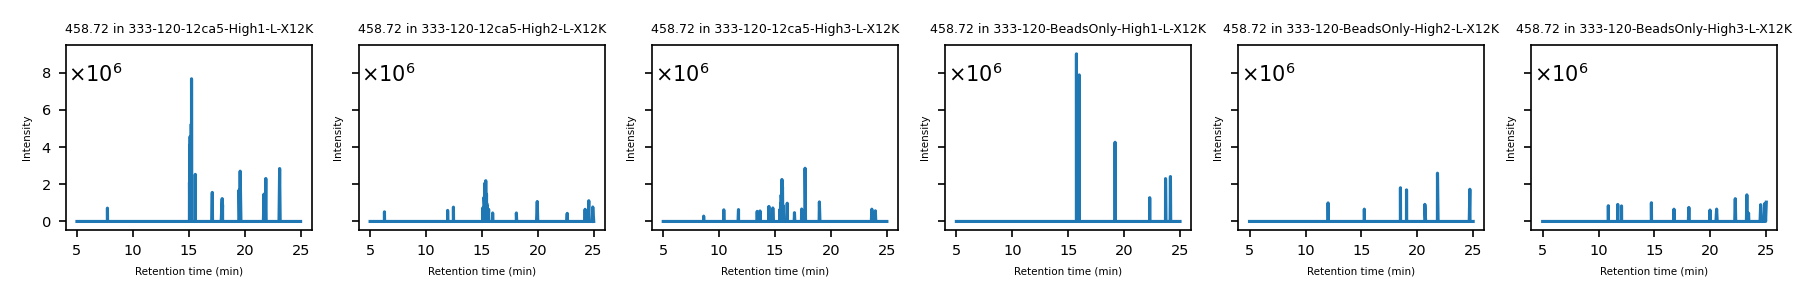 458.72 in 333-120-12ca5-High1-L-X12K
458.72 in 333-120-12ca5-High2-L-X12K
458.72 in 333-120-12ca5-High3-L-X12K
458.72 in 333-120-BeadsOnly-High1-L-X12K
458.72 in 333-120-BeadsOnly-High2-L-X12K
458.72 in 333-120-BeadsOnly-High3-L-X12K
×10⁶
×10⁶
×10⁶
×10⁶
×10⁶
×10⁶
8
6
4
2
0
Intensity
Intensity
Intensity
Intensity
Intensity
Intensity
5 10 15 20 25
5 10 15 20 25
5 10 15 20 25
5 10 15 20 25
5 10 15 20 25
5 10 15 20 25
Retention time (min)
Retention time (min)
Retention time (min)
Retention time (min)
Retention time (min)
Retention time (min)